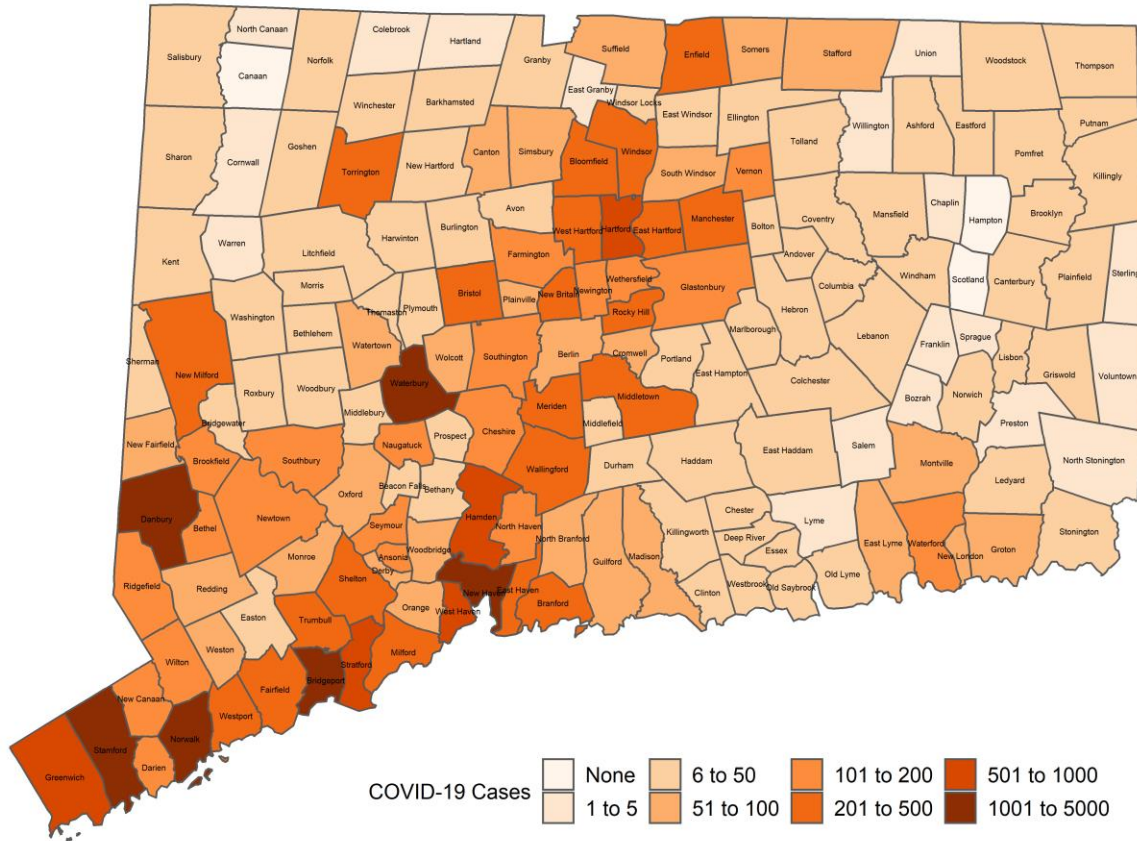 North Canaan
Colebrook
Hartland
Salisbury
Norfolk
Granby
Suffield
Enfield
Somers
Stafford
Union
Woodstock
Thompson
Canaan
East Granby
Windsor Locks
Winchester
Barkhamsted
East Windsor
Ellington
Willington
Ashford
Eastford
Putnam
Sharon
Cornwall
Goshen
Torrington
New Hartford
Canton
Simsbury
Bloomfield
Windsor
South Windsor
Vernon
Tolland
Pomfret
Killingly
Avon
West Hartford
Hartford
East Hartford
Manchester
Bolton
Coventry
Mansfield
Chaplin
Hampton
Brooklyn
Kent
Warren
Litchfield
Harwinton
Burlington
Farmington
Andover
Windham
Scotland
Canterbury
Plainfield
Sterling
Morris
Washington
Bethlehem
Thomaston
Plymouth
Bristol
Plainville
New Britain
Newington
Wethersfield
Rocky Hill
Glastonbury
Hebron
Columbia
Marlborough
Lebanon
Franklin
Sprague
Lisbon
Griswold
Voluntown
Sherman
New Milford
Roxbury
Woodbury
Watertown
Waterbury
Wolcott
Southington
Berlin
Cromwell
Portland
East Hampton
Colchester
Bozrah
Norwich
Preston
New Fairfield
Bridgewater
Middlebury
Naugatuck
Prospect
Cheshire
Meriden
Middlefield
Middletown
Salem
North Stonington
Brookfield
Southbury
Oxford
Beacon Falls
Bethany
Wallingford
Durham
Haddam
East Haddam
Montville
Ledyard
Danbury
Bethel
Newtown
Seymour
Hamden
North Haven
Chester
Lyme
Stonington
Monroe
Ansonia
Derby
Woodbridge
North Branford
Guilford
Madison
Killingworth
Deep River
Essex
East Lyme
Waterford
New London
Groton
Ridgefield
Redding
Shelton
Orange
West Haven
New Haven
East Haven
Branford
Clinton
Westbrook
Old Saybrook
Old Lyme
Easton
Trumbull
Milford
Wilton
Weston
Stratford
New Canaan
Westport
Fairfield
Bridgeport
Greenwich
Stamford
Darien
Norwalk
COVID-19 Cases
None
1 to 5
6 to 50
51 to 100
101 to 200
201 to 500
501 to 1000
1001 to 5000